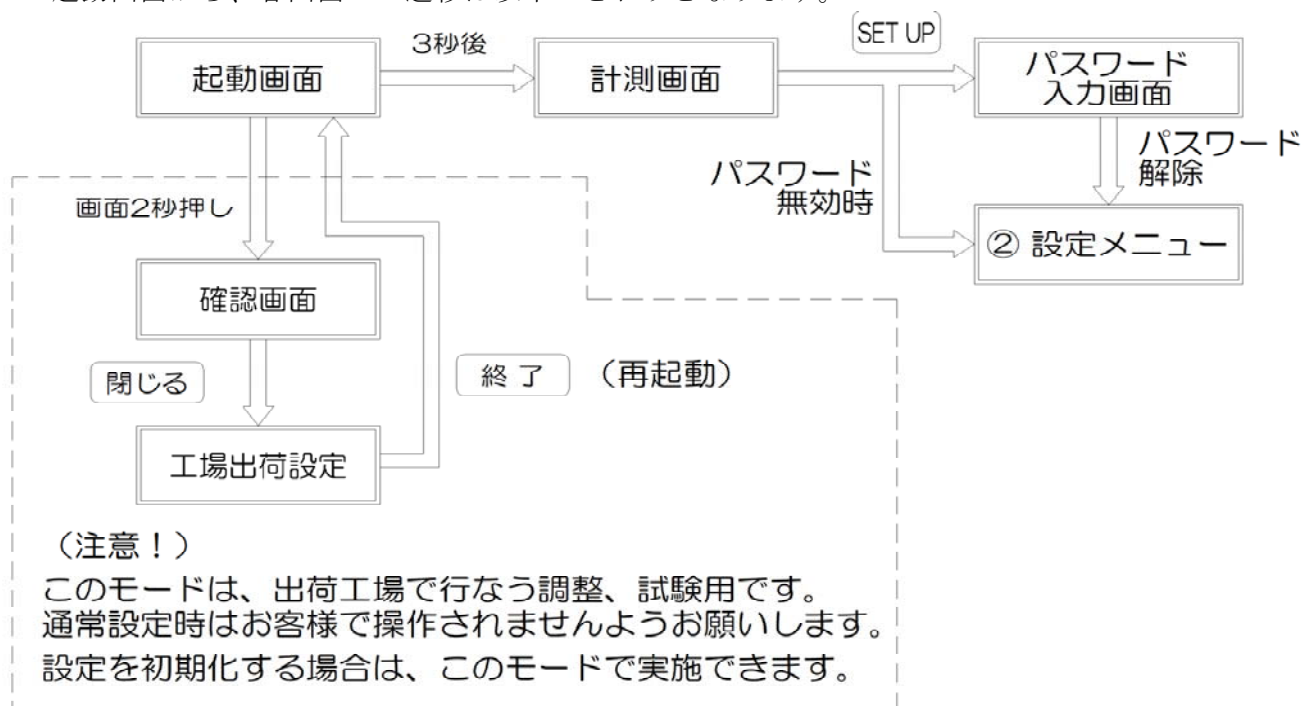 3秒後
SET UP
起動画面
計測画面
パスワード
入力画面
パスワード
解除
パスワード
無効時
画面2秒押し
② 設定メニュー
確認画面
閉じる
終 了
（再起動）
工場出荷設定
（注意！）
このモードは、出荷工場で行なう調整、試験用です。
通常設定時はお客様で操作されませんようお願いします。
設定を初期化する場合は、このモードで実施できます。